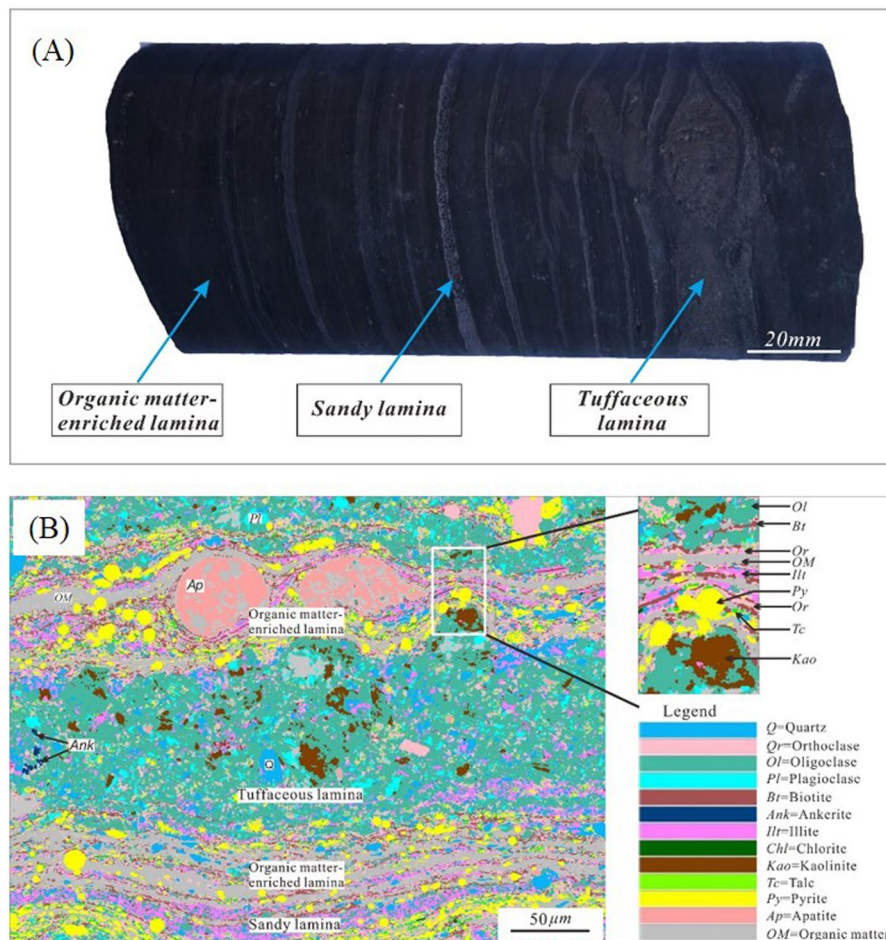 (A)
20mm
Organic matter-
enriched lamina
Sandy lamina
Tuffaceous
lamina
(B)
Pl
Ap
OM
Organic matter-
enriched lamina
Ank
Q
Tuffaceous lamina
Organic matter-
enriched lamina
Sandy lamina
50μm
Ol
Bt
Or
OM
Ilt
Py
Or
Tc
Kao
Legend
Q=Quartz
Qr=Orthoclase
Ol=Oligoclase
Pl=Plagioclase
Bt=Biotite
Ank=Ankerite
Ilt=Illite
Chl=Chlorite
Kao=Kaolinite
Tc=Talc
Py=Pyrite
Ap=Apatite
OM=Organic matter